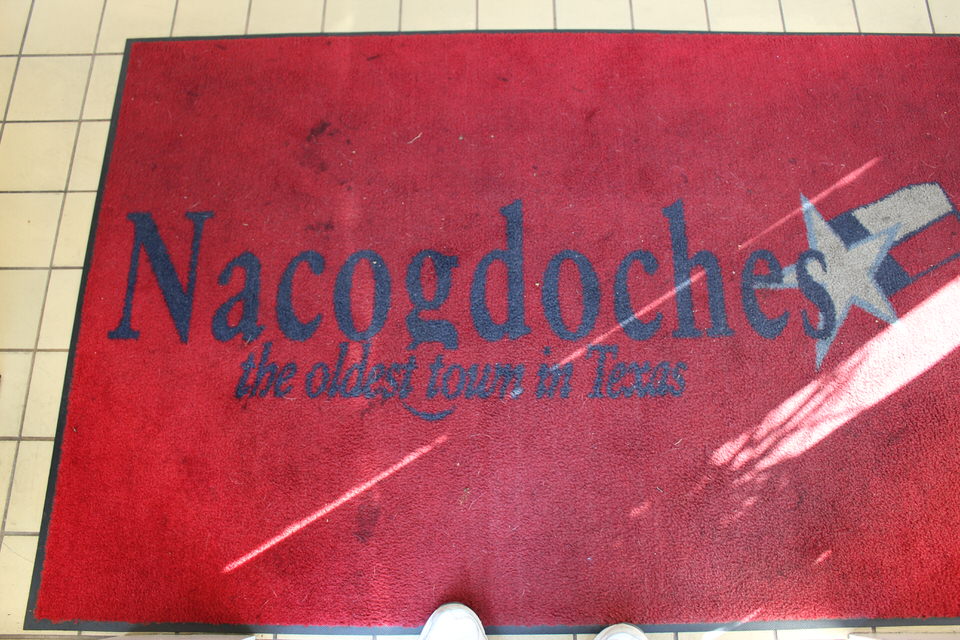 Nacogdoches
the oldest town in Texas